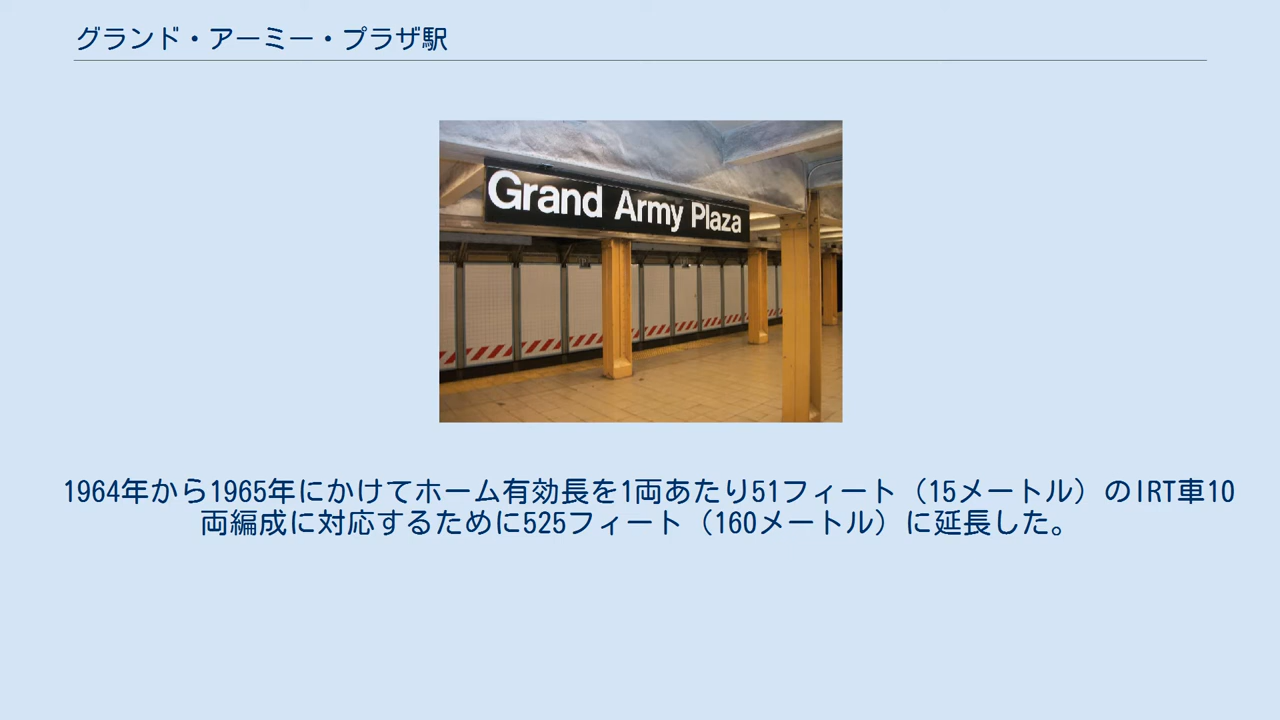 グランド・アーミー・プラザ駅
Grand Army Plaza
1964年から1965年にかけてホーム有効長を1両あたり51フィート（15メートル）のIRT車10
両編成に対応するために525フィート（160メートル）に延長した。